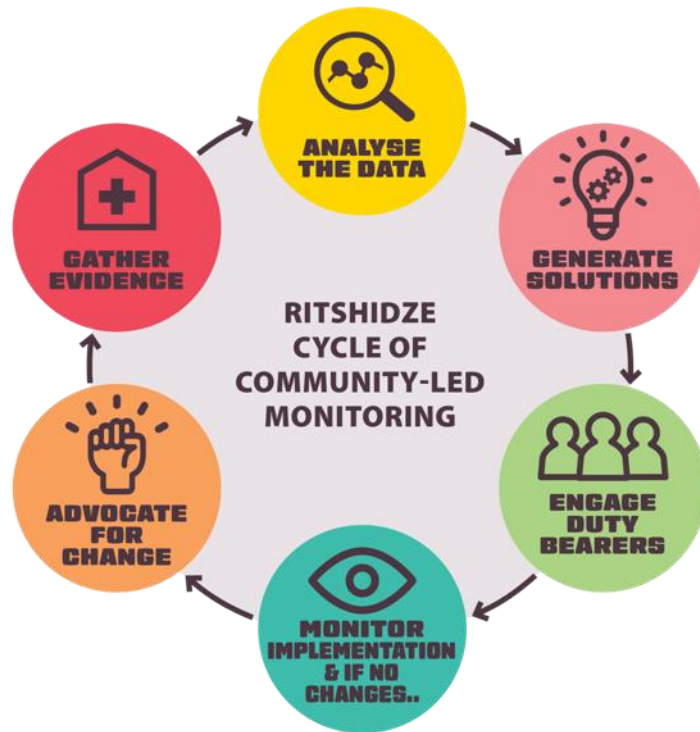 ANALYSE
THE DATA
GENERATE
SOLUTIONS
ENGAGE
DUTY
BEARERS
MONITOR
IMPLEMENTATION
& IF NO
CHANGES..
ADVOCATE
FOR
CHANGE
GATHER
EVIDENCE
RITSHIDZE
CYCLE OF
COMMUNITY-LED
MONITORING